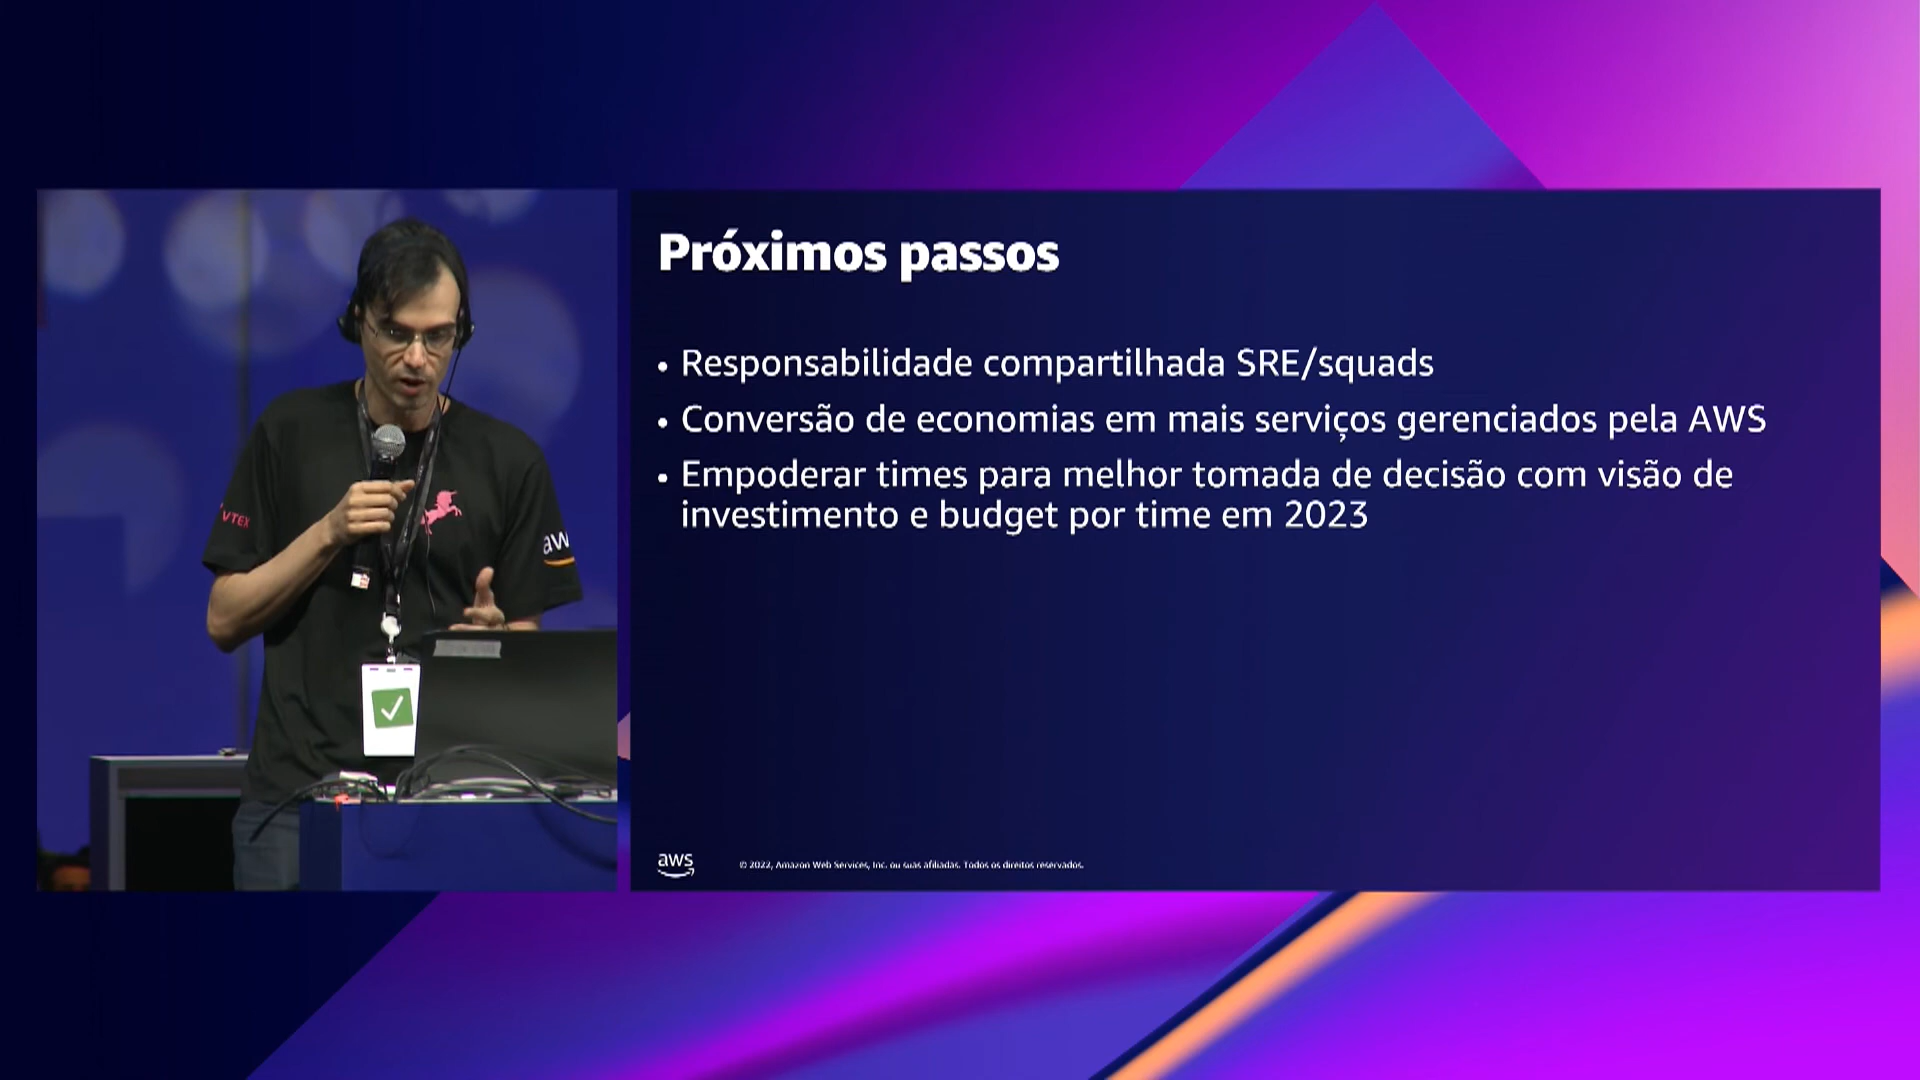 Próximos passos
• Responsabilidade compartilhada SRE/squads
• Conversão de economias em mais serviços gerenciados pela AWS
• Empoderar times para melhor tomada de decisão com visão de
investimento e budget por time em 2023
VTEX
aw
aws
© 2022, Amazon Web Services, Inc. ou suas afiliadas. Todos os direitos reservados.